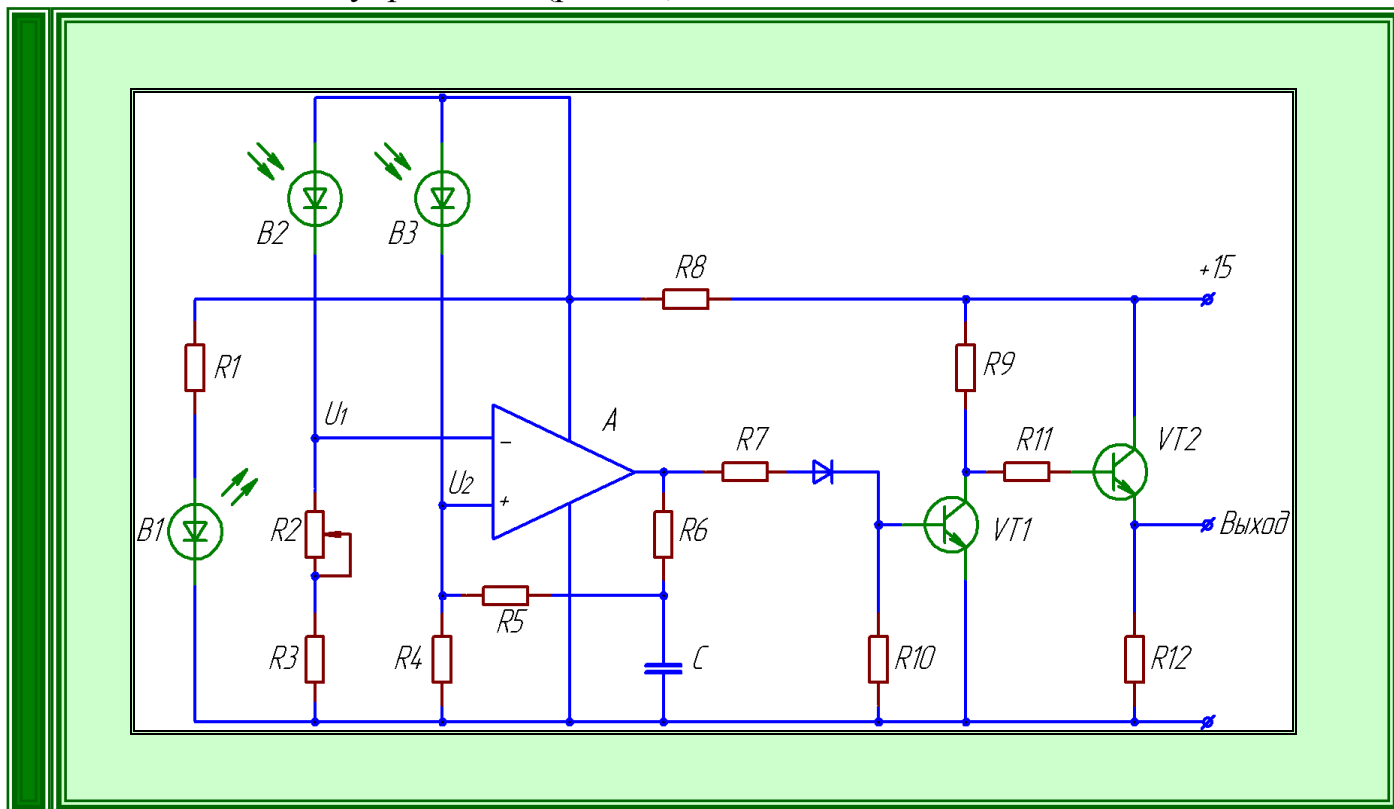 B2
B3
R8
+15
R1
R9
U1
A
R7
R11
VT2
U2
-
+
B1
R2
R6
VT1
Выход
R5
R3
R4
C
R10
R12